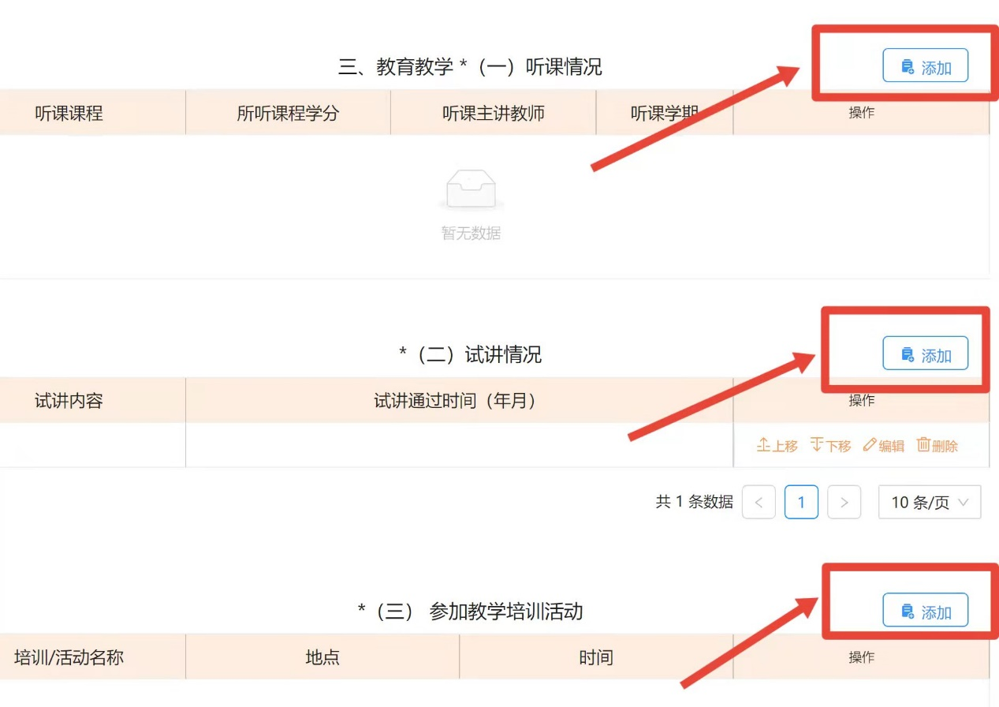 三、教育教学 *（一）听课情况
添加
听课课程 所听课程学分 听课主讲教师 听课学期 操作
暂无数据
*（二）试讲情况
添加
试讲内容 试讲通过时间（年月） 操作
上移 下移 编辑 删除
共 1 条数据 < 1 > 10 条/页
*（三） 参加教学培训活动
添加
培训/活动名称 地点 时间 操作